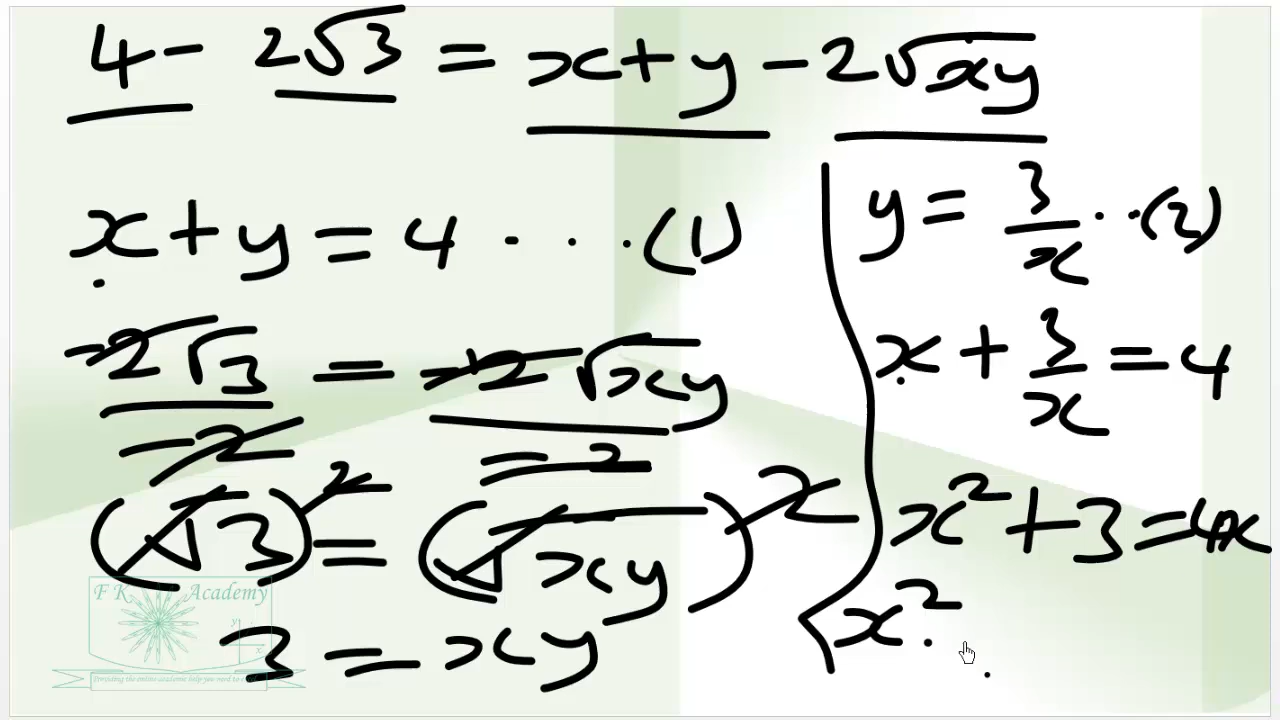 4 - 2√3 = x + y - 2√xy
x + y = 4 ... (1)
-2√3 = -2√xy
-2 = 2
(√3)² = (√xy)²
3 = xy
y = 3/x ..(2)
x + 3/x = 4
x² + 3 = 4x
x²
F K Academy